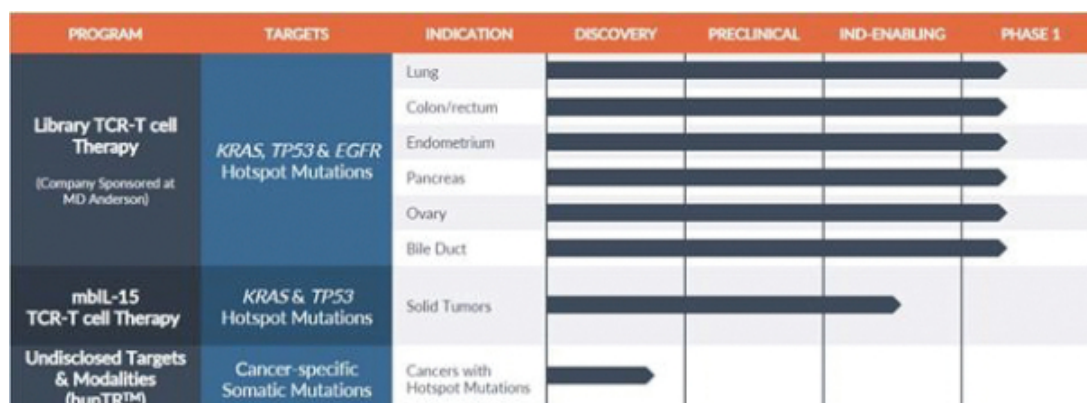 PROGRAM TARGETS INDICATION DISCOVERY PRECLINICAL IND-ENABLING PHASE 1
Library TCR-T cell
Therapy
(Company Sponsored at
MD Anderson)
KRAS, TP53 & EGFR
Hotspot Mutations
Lung
Colon/rectum
Endometrium
Pancreas
Ovary
Bile Duct
mbIL-15
TCR-T cell Therapy
KRAS & TP53
Hotspot Mutations
Solid Tumors
Undisclosed Targets
& Modalities
(hunTR™)
Cancer-specific
Somatic Mutations
Cancers with
Hotspot Mutations